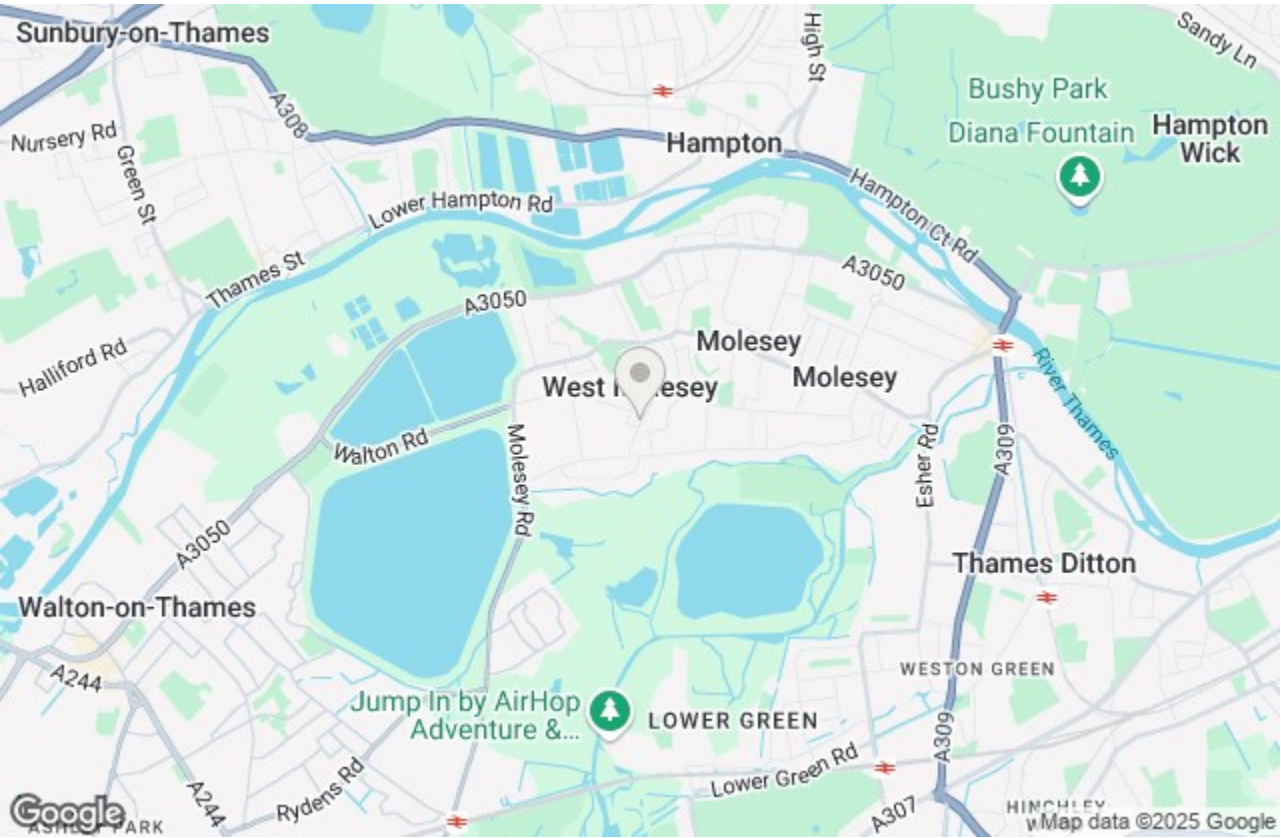 Sunbury-on-Thames
High St
Sandy Ln
A308
Bushy Park
Diana Fountain
Hampton
Wick
Nursery Rd
Green St
Hampton
Lower Hampton Rd
Hampton Ct Rd
Thames St
A3050
A3050
Halliford Rd
Molesey
Molesey
West
River Thames
Walton Rd
Molesey Rd
Esher Rd
A309
A3050
Thames Ditton
Walton-on-Thames
A244
WESTON GREEN
Jump In by AirHop
Adventure &...
LOWER GREEN
A309
Lower Green Rd
Rydens Rd
A244
A307
HINCHLEY
Google
PARK
Map data ©2025 Google